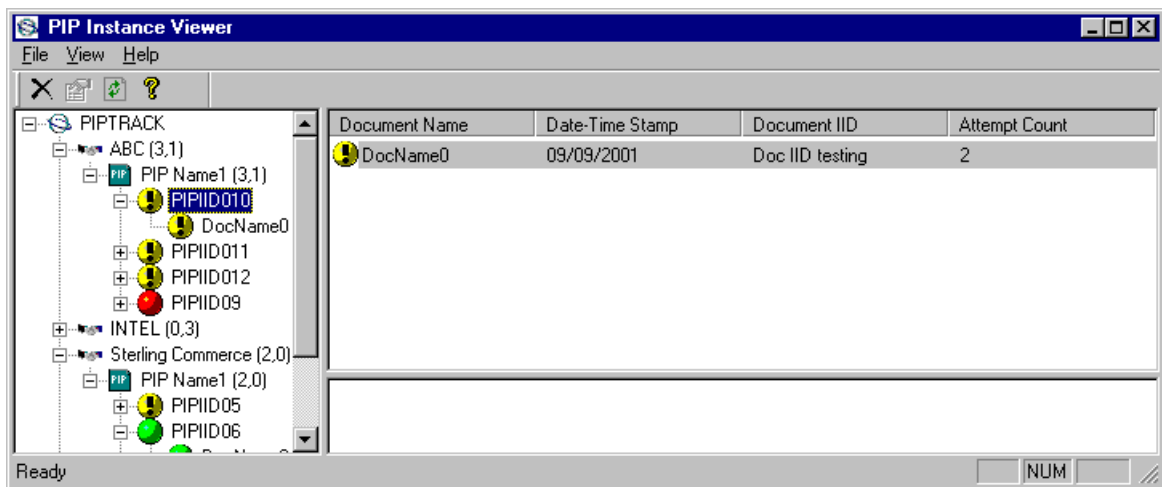 PIP Instance Viewer
File View Help
PIPTRACK
ABC (3,1)
PIP PIP Name1 (3,1)
PIPIID010
DocName0
PIPIID011
PIPIID012
PIPIID09
INTEL (0,3)
Sterling Commerce (2,0)
PIP PIP Name1 (2,0)
PIPIID05
PIPIID06
Document Name Date-Time Stamp Document IID Attempt Count
DocName0 09/09/2001 Doc IID testing 2
Ready NUM